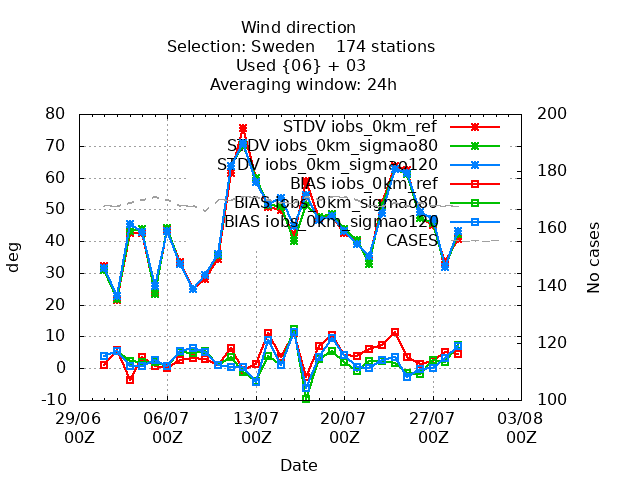 Wind direction
Selection: Sweden    174 stations
Used {06} + 03
Averaging window: 24h
80
70
60
50
40
30
20
10
0
-10
deg
200
180
160
140
120
100
No cases
STDV iobs_0km_ref
STDV iobs_0km_sigmao80
STDV iobs_0km_sigmao120
BIAS iobs_0km_ref
BIAS iobs_0km_sigmao80
BIAS iobs_0km_sigmao120
CASES
29/06 06/07 13/07 20/07 27/07 03/08
00Z 00Z 00Z 00Z 00Z 00Z
Date